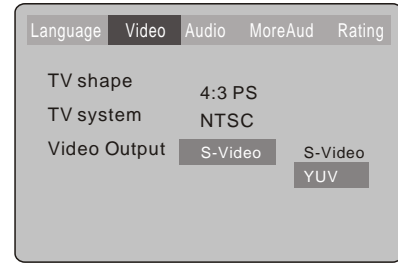 Language Video Audio MoreAud Rating
TV shape 4:3 PS
TV system NTSC
Video Output S-Video S-Video
YUV